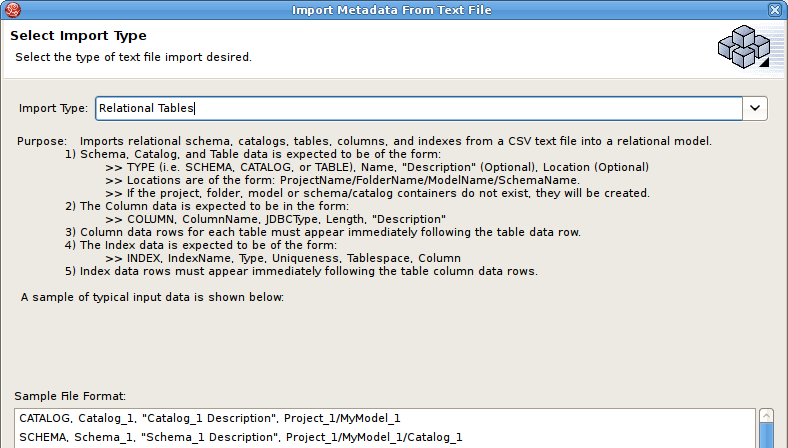 Import Metadata From Text File
Select Import Type
Select the type of text file import desired.
Import Type: Relational Tables
Purpose: Imports relational schema, catalogs, tables, columns, and indexes from a CSV text file into a relational model.
1) Schema, Catalog, and Table data is expected to be of the form:
>> TYPE (i.e. SCHEMA, CATALOG, or TABLE), Name, "Description" (Optional), Location (Optional)
>> Locations are of the form: ProjectName/FolderName/ModelName/SchemaName.
>> If the project, folder, model or schema/catalog containers do not exist, they will be created.
2) The Column data is expected to be in the form:
>> COLUMN, ColumnName, JDBCType, Length, "Description"
3) Column data rows for each table must appear immediately following the table data row.
4) The Index data is expected to be of the form:
>> INDEX, IndexName, Type, Uniqueness, Tablespace, Column
5) Index data rows must appear immediately following the table column data rows.
A sample of typical input data is shown below:
Sample File Format:
CATALOG, Catalog_1, "Catalog_1 Description", Project_1/MyModel_1
SCHEMA, Schema_1, "Schema_1 Description", Project_1/MyModel_1/Catalog_1